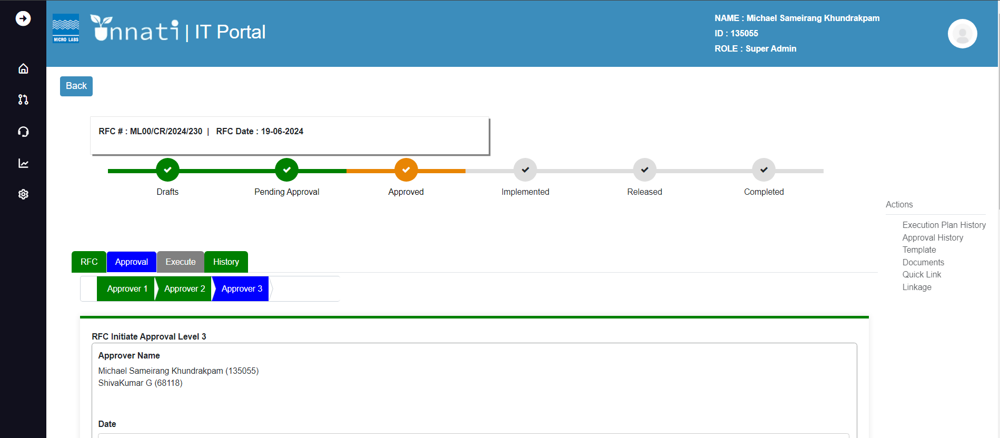 MICRO LABS
Unnati | IT Portal
NAME : Michael Sameirang Khundrakpam
ID : 135055
ROLE : Super Admin
Back
RFC # : ML00/CR/2024/230 | RFC Date : 19-06-2024
Drafts
Pending Approval
Approved
Implemented
Released
Completed
Actions
Execution Plan History
Approval History
Template
Documents
Quick Link
Linkage
RFC
Approval
Execute
History
Approver 1
Approver 2
Approver 3
RFC Initiate Approval Level 3
Approver Name
Michael Sameirang Khundrakpam (135055)
ShivaKumar G (68118)
Date